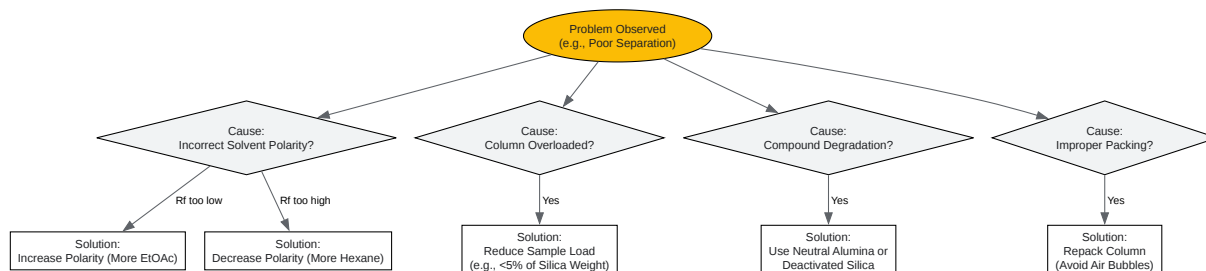 Problem Observed
(e.g., Poor Separation)
Cause:
Incorrect Solvent Polarity?
Cause:
Column Overloaded?
Cause:
Compound Degradation?
Cause:
Improper Packing?
Rf too low
Rf too high
Yes
Yes
Yes
Solution:
Increase Polarity (More EtOAc)
Solution:
Decrease Polarity (More Hexane)
Solution:
Reduce Sample Load
(e.g., <5% of Silica Weight)
Solution:
Use Neutral Alumina or
Deactivated Silica
Solution:
Repack Column
(Avoid Air Bubbles)